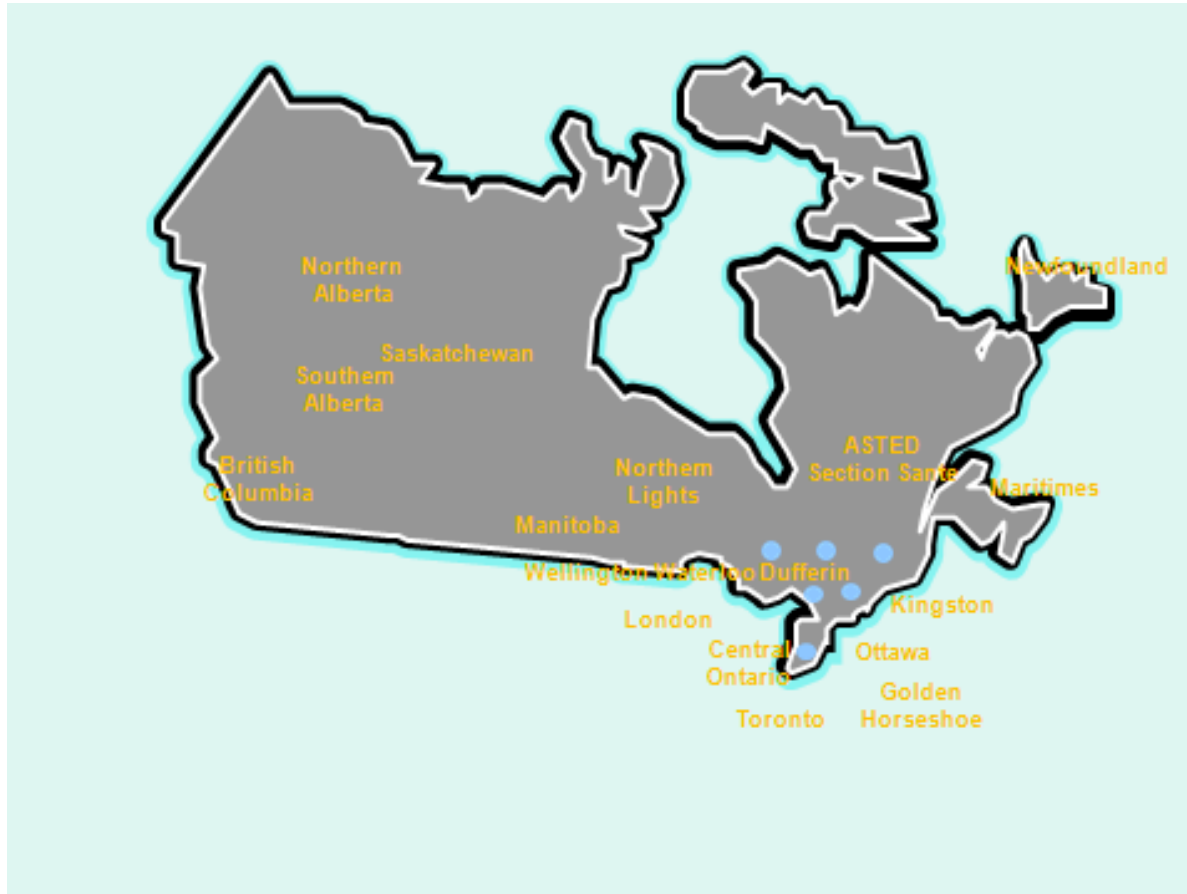 Northern
Alberta
Newfoundland
Saskatchewan
Southern
Alberta
British
Columbia
Northern
Lights
ASTED
Section Sante
Maritimes
Manitoba
Wellington Waterloo Dufferin
London
Kingston
Central
Ontario
Ottawa
Toronto
Golden
Horseshoe